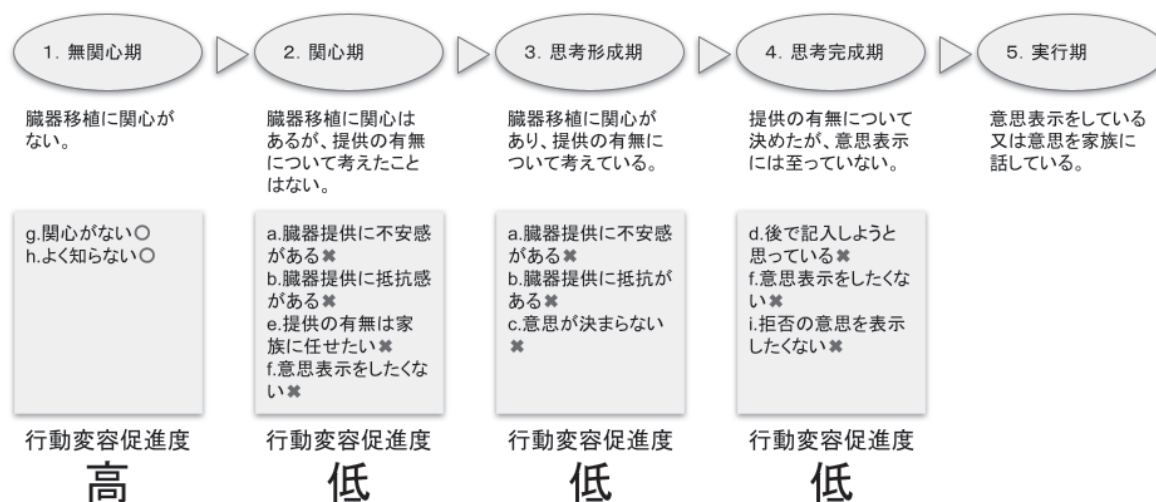 1. 無関心期
2. 関心期
3. 思考形成期
4. 思考完成期
5. 実行期
臓器移植に関心が
ない。
臓器移植に関心は
あるが、提供の有無
について考えたこと
はない。
臓器移植に関心が
あり、提供の有無に
ついて考えている。
提供の有無について
決めたが、意思表示
には至っていない。
意思表示をしている
又は意思を家族に
話している。
g.関心がない○
h.よく知らない○
a.臓器提供に不安感
がある✖
b.臓器提供に抵抗感
がある✖
e.提供の有無は家
族に任せたい✖
f.意思表示をしたくな
い✖
a.臓器提供に不安感
がある✖
b.臓器提供に抵抗が
ある✖
c.意思が決まらない
✖
d.後で記入しようと
思っている✖
f.意思表示をしたくな
い✖
i.拒否の意思を表示
したくない✖
行動変容促進度
高
行動変容促進度
低
行動変容促進度
低
行動変容促進度
低